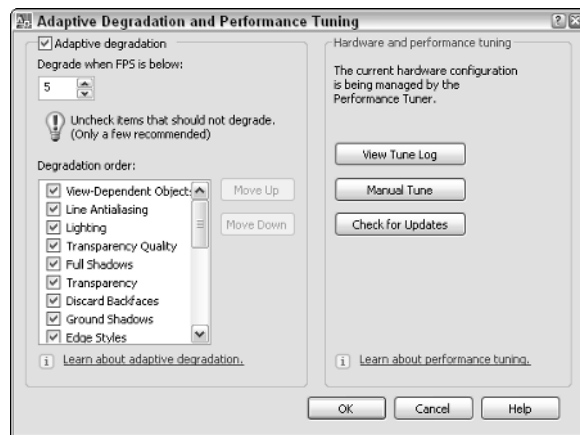 Adaptive Degradation and Performance Tuning
Adaptive degradation
Degrade when FPS is below:
5
Uncheck items that should not degrade.
(Only a few recommended)
Degradation order:
View-Dependent Object
Line Antialiasing
Lighting
Transparency Quality
Full Shadows
Transparency
Discard Backfaces
Ground Shadows
Edge Styles
Move Up
Move Down
Learn about adaptive degradation.
Hardware and performance tuning
The current hardware configuration
is being managed by the
Performance Tuner.
View Tune Log
Manual Tune
Check for Updates
Learn about performance tuning.
OK
Cancel
Help